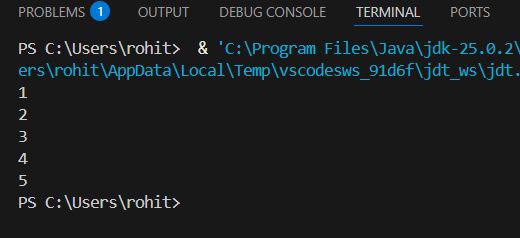 PROBLEMS 1 OUTPUT DEBUG CONSOLE TERMINAL PORTS
PS C:\Users\rohit>  & 'C:\Program Files\Java\jdk-25.0.2\
ers\rohit\AppData\Local\Temp\vscodesws_91d6f\jdt_ws\jdt.
1
2
3
4
5
PS C:\Users\rohit>